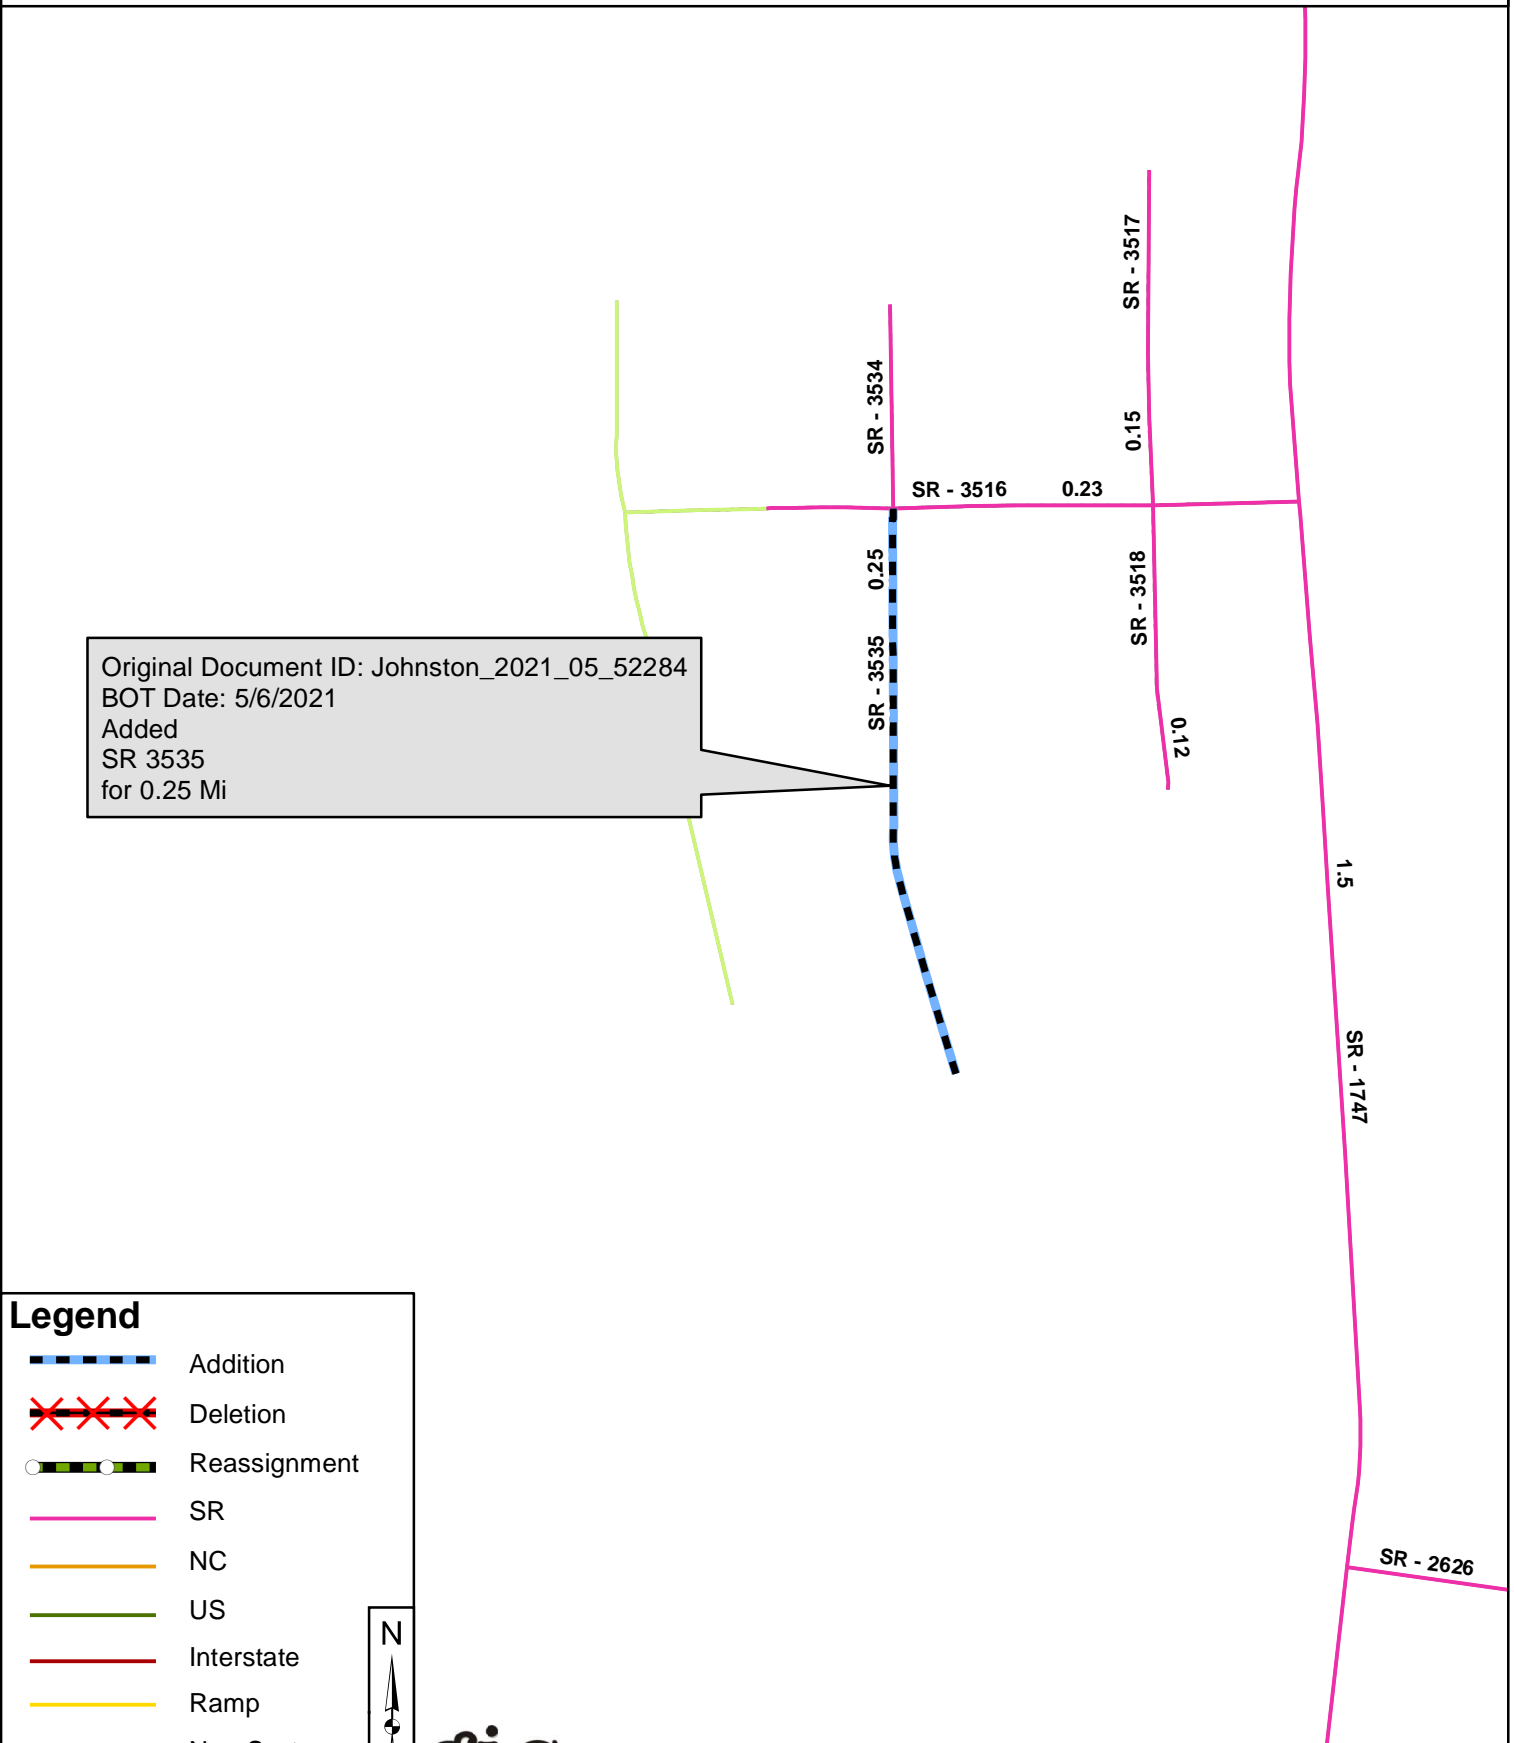 SR - 3517
SR - 3534
0.15
SR - 3516
0.23
0.25
SR - 3518
SR - 3535
0.12
Original Document ID: Johnston_2021_05_52284
BOT Date: 5/6/2021
Added
SR 3535
for 0.25 Mi
1.5
SR - 1747
SR - 2626
Legend
Addition
Deletion
Reassignment
SR
NC
US
Interstate
Ramp
N